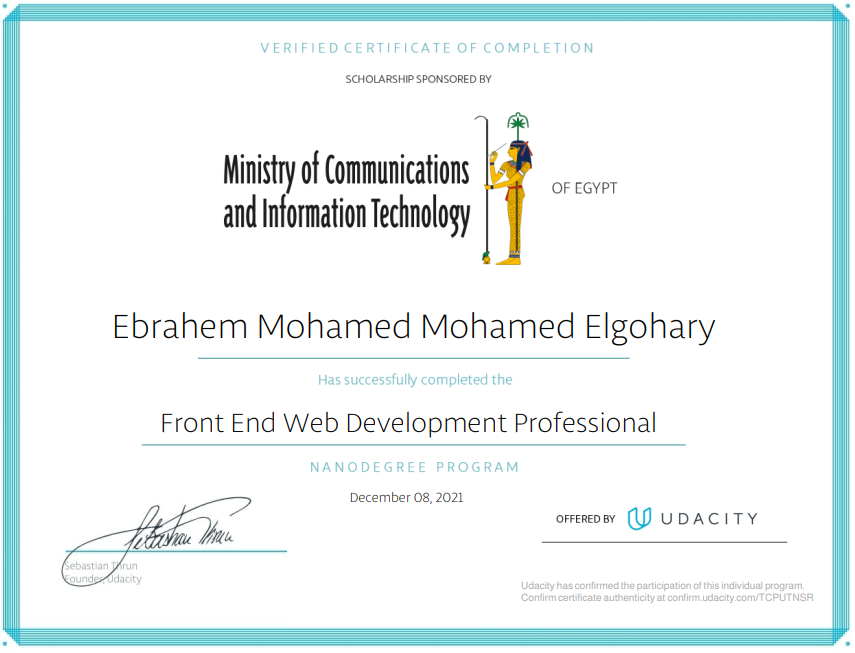 VERIFIED CERTIFICATE OF COMPLETION
SCHOLARSHIP SPONSORED BY
Ministry of Communications
and Information Technology
OF EGYPT
Ebrahem Mohamed Mohamed Elgohary
Has successfully completed the
Front End Web Development Professional
NANODEGREE PROGRAM
December 08, 2021
Sebastian Thrun
Sebastian Thrun
Founder, Udacity
OFFERED BY UDACITY
Udacity has confirmed the participation of this individual program.
Confirm certificate authenticity at confirm.udacity.com/TCPUTNSR